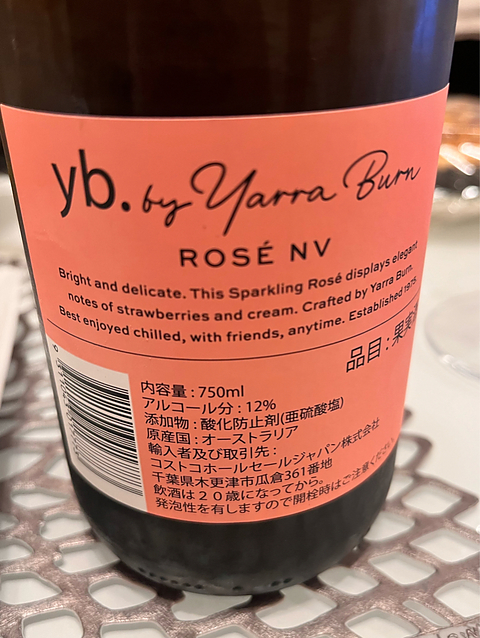 yb. by Yarra Burn
ROSÉ NV
Bright and delicate. This Sparkling Rosé displays elegant
notes of strawberries and cream. Crafted by Yarra Burn.
Best enjoyed chilled, with friends, anytime. Established 1975.
品目：果実
内容量：750ml
アルコール分：12%
添加物：酸化防止剤(亜硫酸塩)
原産国：オーストラリア
輸入者及び取引先：
コストコホールセールジャパン株式会社
千葉県木更津市瓜倉361番地
飲酒は２０歳になってから。
発泡性を有しますので開栓時はご注意ください